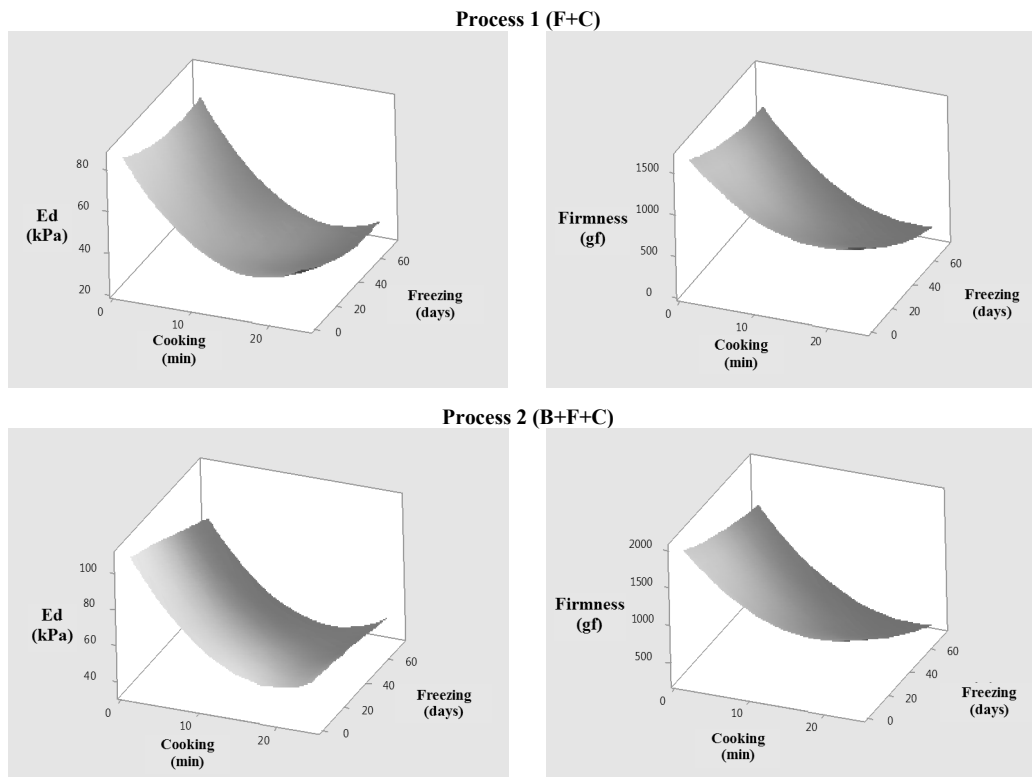 Process 1 (F+C)
80
60
40
20
Ed
(kPa)
0
10
20
Cooking
(min)
0
20
40
60
Freezing
(days)
1500
1000
500
0
Firmness
(gf)
0
10
20
Cooking
(min)
0
20
40
60
Freezing
(days)
Process 2 (B+F+C)
100
80
60
40
Ed
(kPa)
0
10
20
Cooking
(min)
0
20
40
60
Freezing
(days)
2000
1500
1000
500
Firmness
(gf)
0
10
20
Cooking
(min)
0
20
40
60
Freezing
(days)